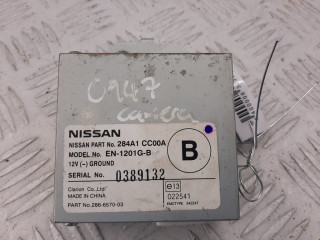 0947
camera
NISSAN
NISSAN PART No. 284A1 CC00A
MODEL No. EN-1201G-B
12V (–) GROUND
SERIAL No. 0389132
B
Clarion Co., Ltd
MADE IN CHINA
PART No. 286-6570-03
e13
022541